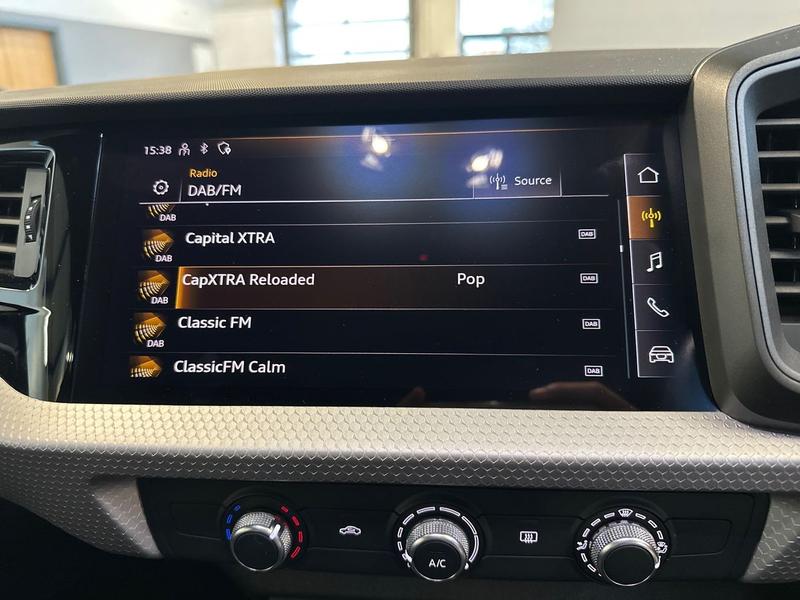 15:38
Radio
DAB/FM
Source
DAB
Capital XTRA
DAB
DAB
CapXTRA Reloaded Pop
DAB
DAB
Classic FM
DAB
DAB
ClassicFM Calm
DAB
A/C